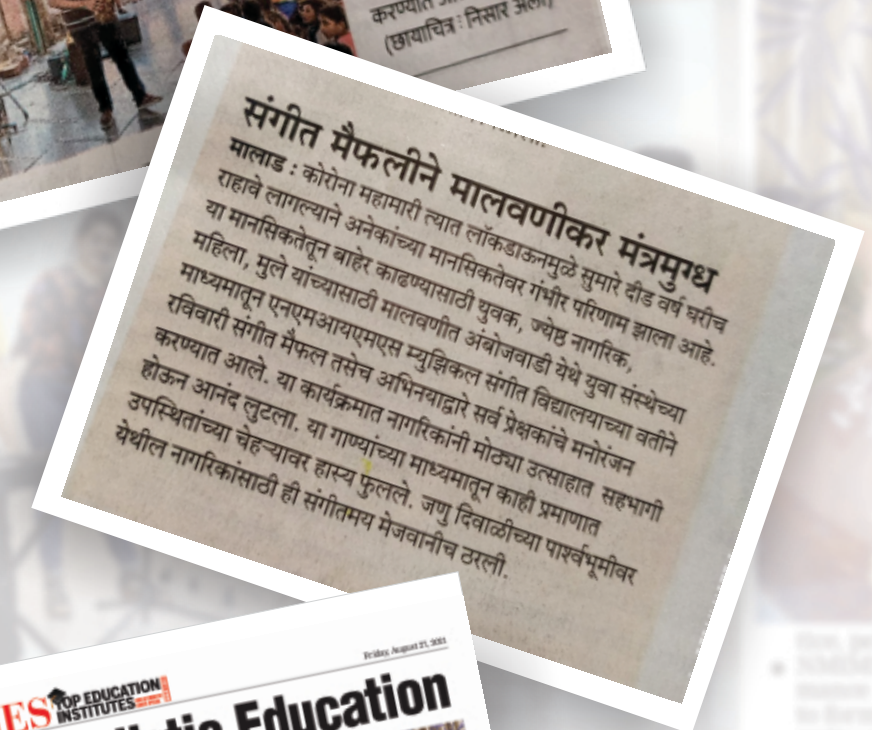 करण्यात
(छायाचित्र : निसार अली)
संगीत मैफलीने मालवणीकर मंत्रमुग्ध
मालाड : कोरोना महामारी त्यात लॉकडाऊनमुळे सुमारे दीड वर्ष घरीच
राहावे लागल्याने अनेकांच्या मानसिकतेवर गंभीर परिणाम झाला आहे.
या मानसिकतेतून बाहेर काढण्यासाठी युवक, ज्येष्ठ नागरिक,
महिला, मुले यांच्यासाठी मालवणीत अंबोजवाडी येथे युवा संस्थेच्या
माध्यमातून एनएमआयएमएस म्युझिकल संगीत विद्यालयाच्या वतीने
रविवारी संगीत मैफल तसेच अभिनयाद्वारे सर्व प्रेक्षकांचे मनोरंजन
करण्यात आले. या कार्यक्रमात नागरिकांनी मोठ्या उत्साहात सहभागी
होऊन आनंद लुटला. या गाण्यांच्या माध्यमातून काही प्रमाणात
उपस्थितांच्या चेहऱ्यावर हास्य फुलले. जणु दिवाळीच्या पार्श्वभूमीवर
येथील नागरिकांसाठी ही संगीतमय मेजवानीच ठरली.
Friday, August 27, 2021
ES TOP EDUCATION
INSTITUTES
Education